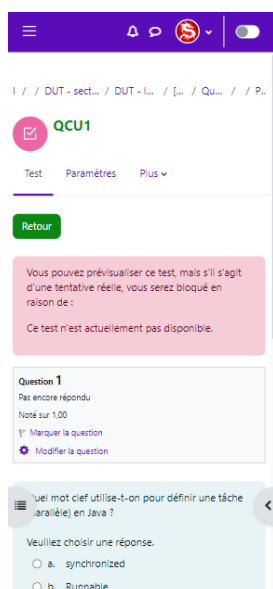 I / / DUT - sect... / DUT - I... / [... / Qu... / / P..
QCU1
Test Paramètres Plus
Retour
Vous pouvez prévisualiser ce test, mais s'il s'agit
d'une tentative réelle, vous serez bloqué en
raison de :
Ce test n'est actuellement pas disponible.
Question 1
Pas encore répondu
Noté sur 1,00
Marquer la question
Modifier la question
uel mot clef utilise-t-on pour définir une tâche
parallèle) en Java ?
Veuillez choisir une réponse.
a. synchronized
b. Runnable